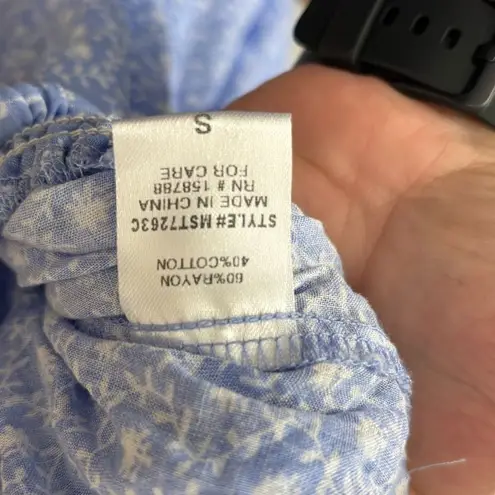 60%RAYON
40%COTTON
STYLE# MST7263C
MADE IN CHINA
RN # 158788
FOR CARE
S